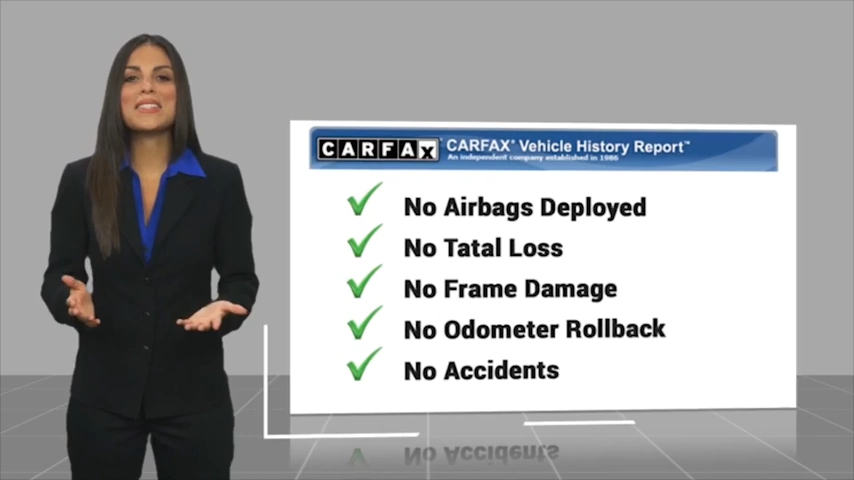 CARFAX CARFAX® Vehicle History Report™
An independent company established in 1986
No Airbags Deployed
No Tatal Loss
No Frame Damage
No Odometer Rollback
No Accidents
No Accidents